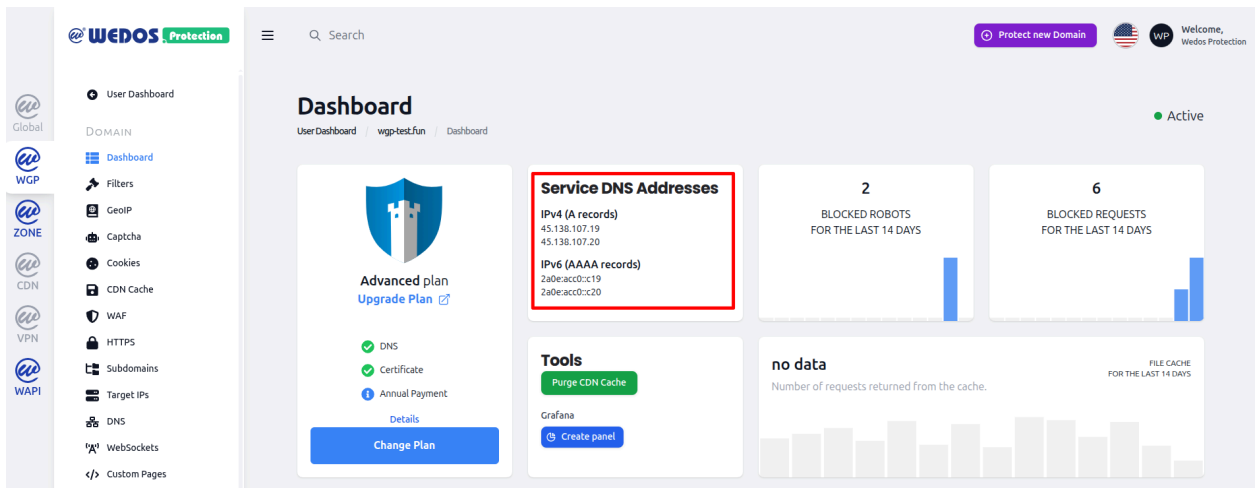 WEDOS Protection
Search
Protect new Domain
WP
Welcome,
Wedos Protection
Global
WGP
ZONE
CDN
VPN
WAPI
User Dashboard
DOMAIN
Dashboard
Filters
GeoIP
Captcha
Cookies
CDN Cache
WAF
HTTPS
Subdomains
Target IPs
DNS
WebSockets
Custom Pages
Dashboard
User Dashboard / wgp-test.fun / Dashboard
Active
Advanced plan
Upgrade Plan
DNS
Certificate
Annual Payment
Details
Change Plan
Service DNS Addresses
IPv4 (A records)
45.138.107.19
45.138.107.20
IPv6 (AAAA records)
2a0e:acc0::c19
2a0e:acc0::c20
2
BLOCKED ROBOTS
FOR THE LAST 14 DAYS
6
BLOCKED REQUESTS
FOR THE LAST 14 DAYS
Tools
Purge CDN Cache
Grafana
Create panel
no data
Number of requests returned from the cache.
FILE CACHE
FOR THE LAST 14 DAYS